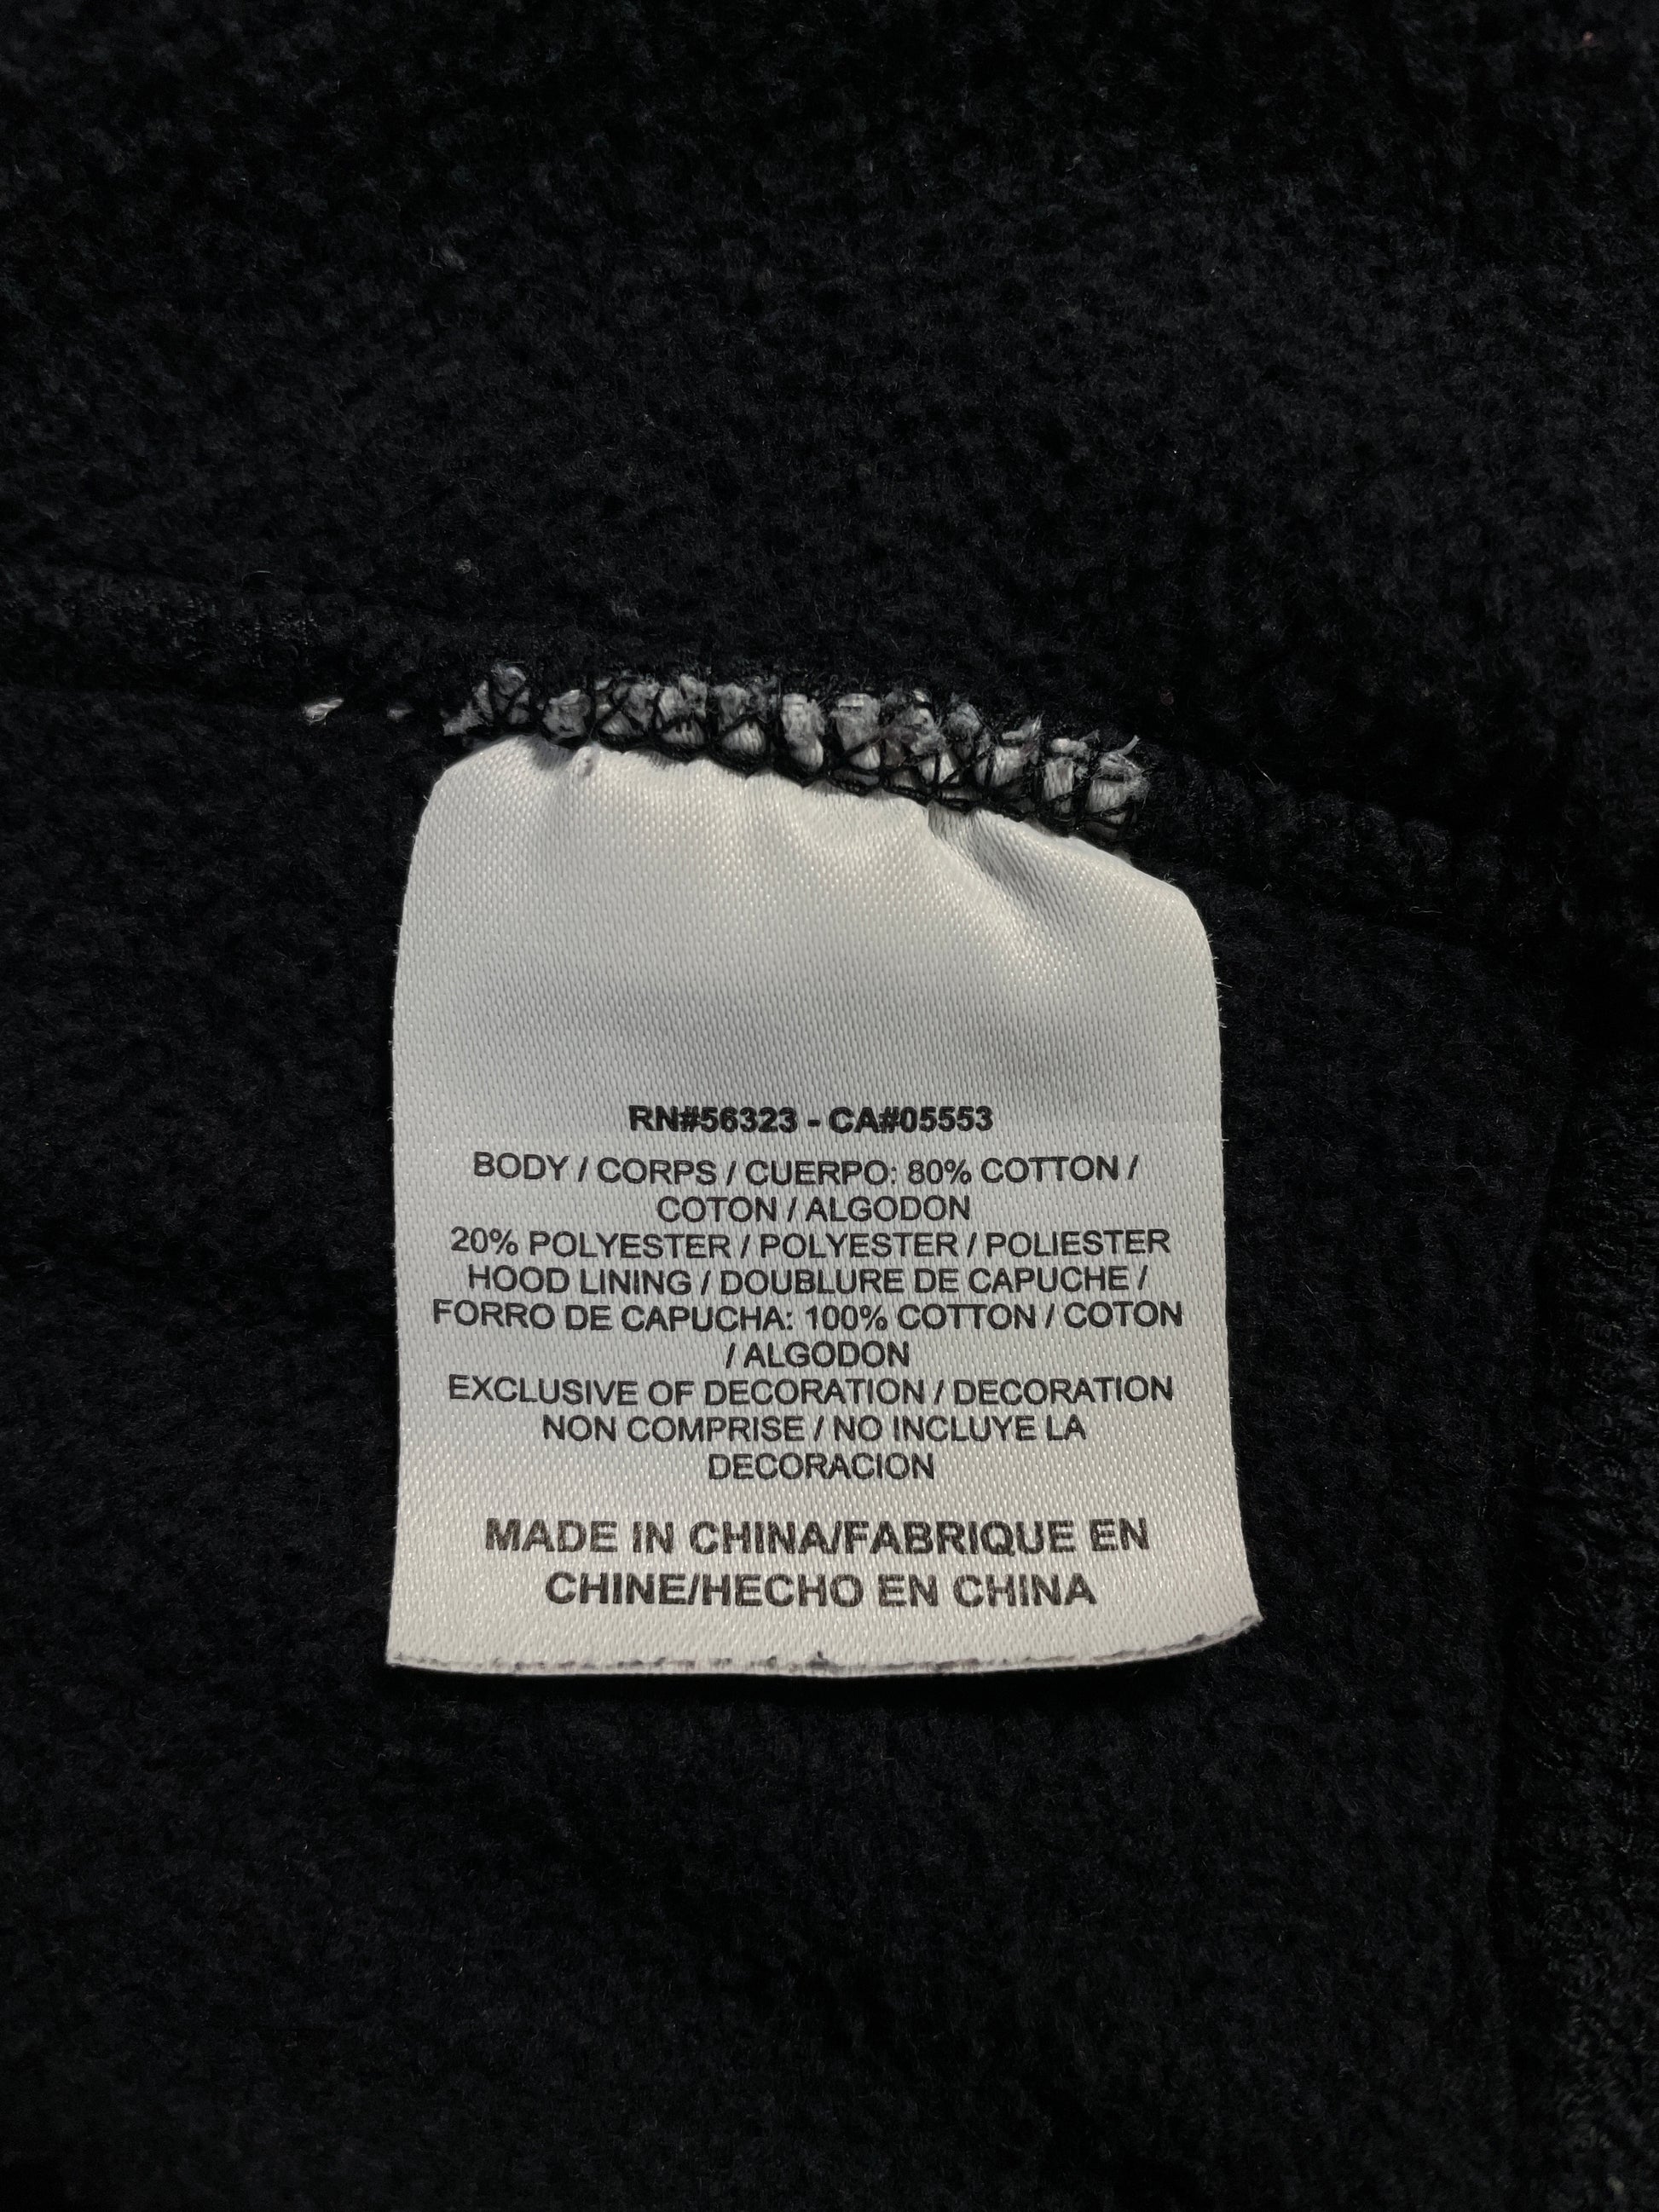 RN#56323 - CA#05553
BODY / CORPS / CUERPO: 80% COTTON /
COTON / ALGODON
20% POLYESTER / POLYESTER / POLIESTER
HOOD LINING / DOUBLURE DE CAPUCHE /
FORRO DE CAPUCHA: 100% COTTON / COTON
/ ALGODON
EXCLUSIVE OF DECORATION / DECORATION
NON COMPRISE / NO INCLUYE LA
DECORACION
MADE IN CHINA/FABRIQUE EN
CHINE/HECHO EN CHINA